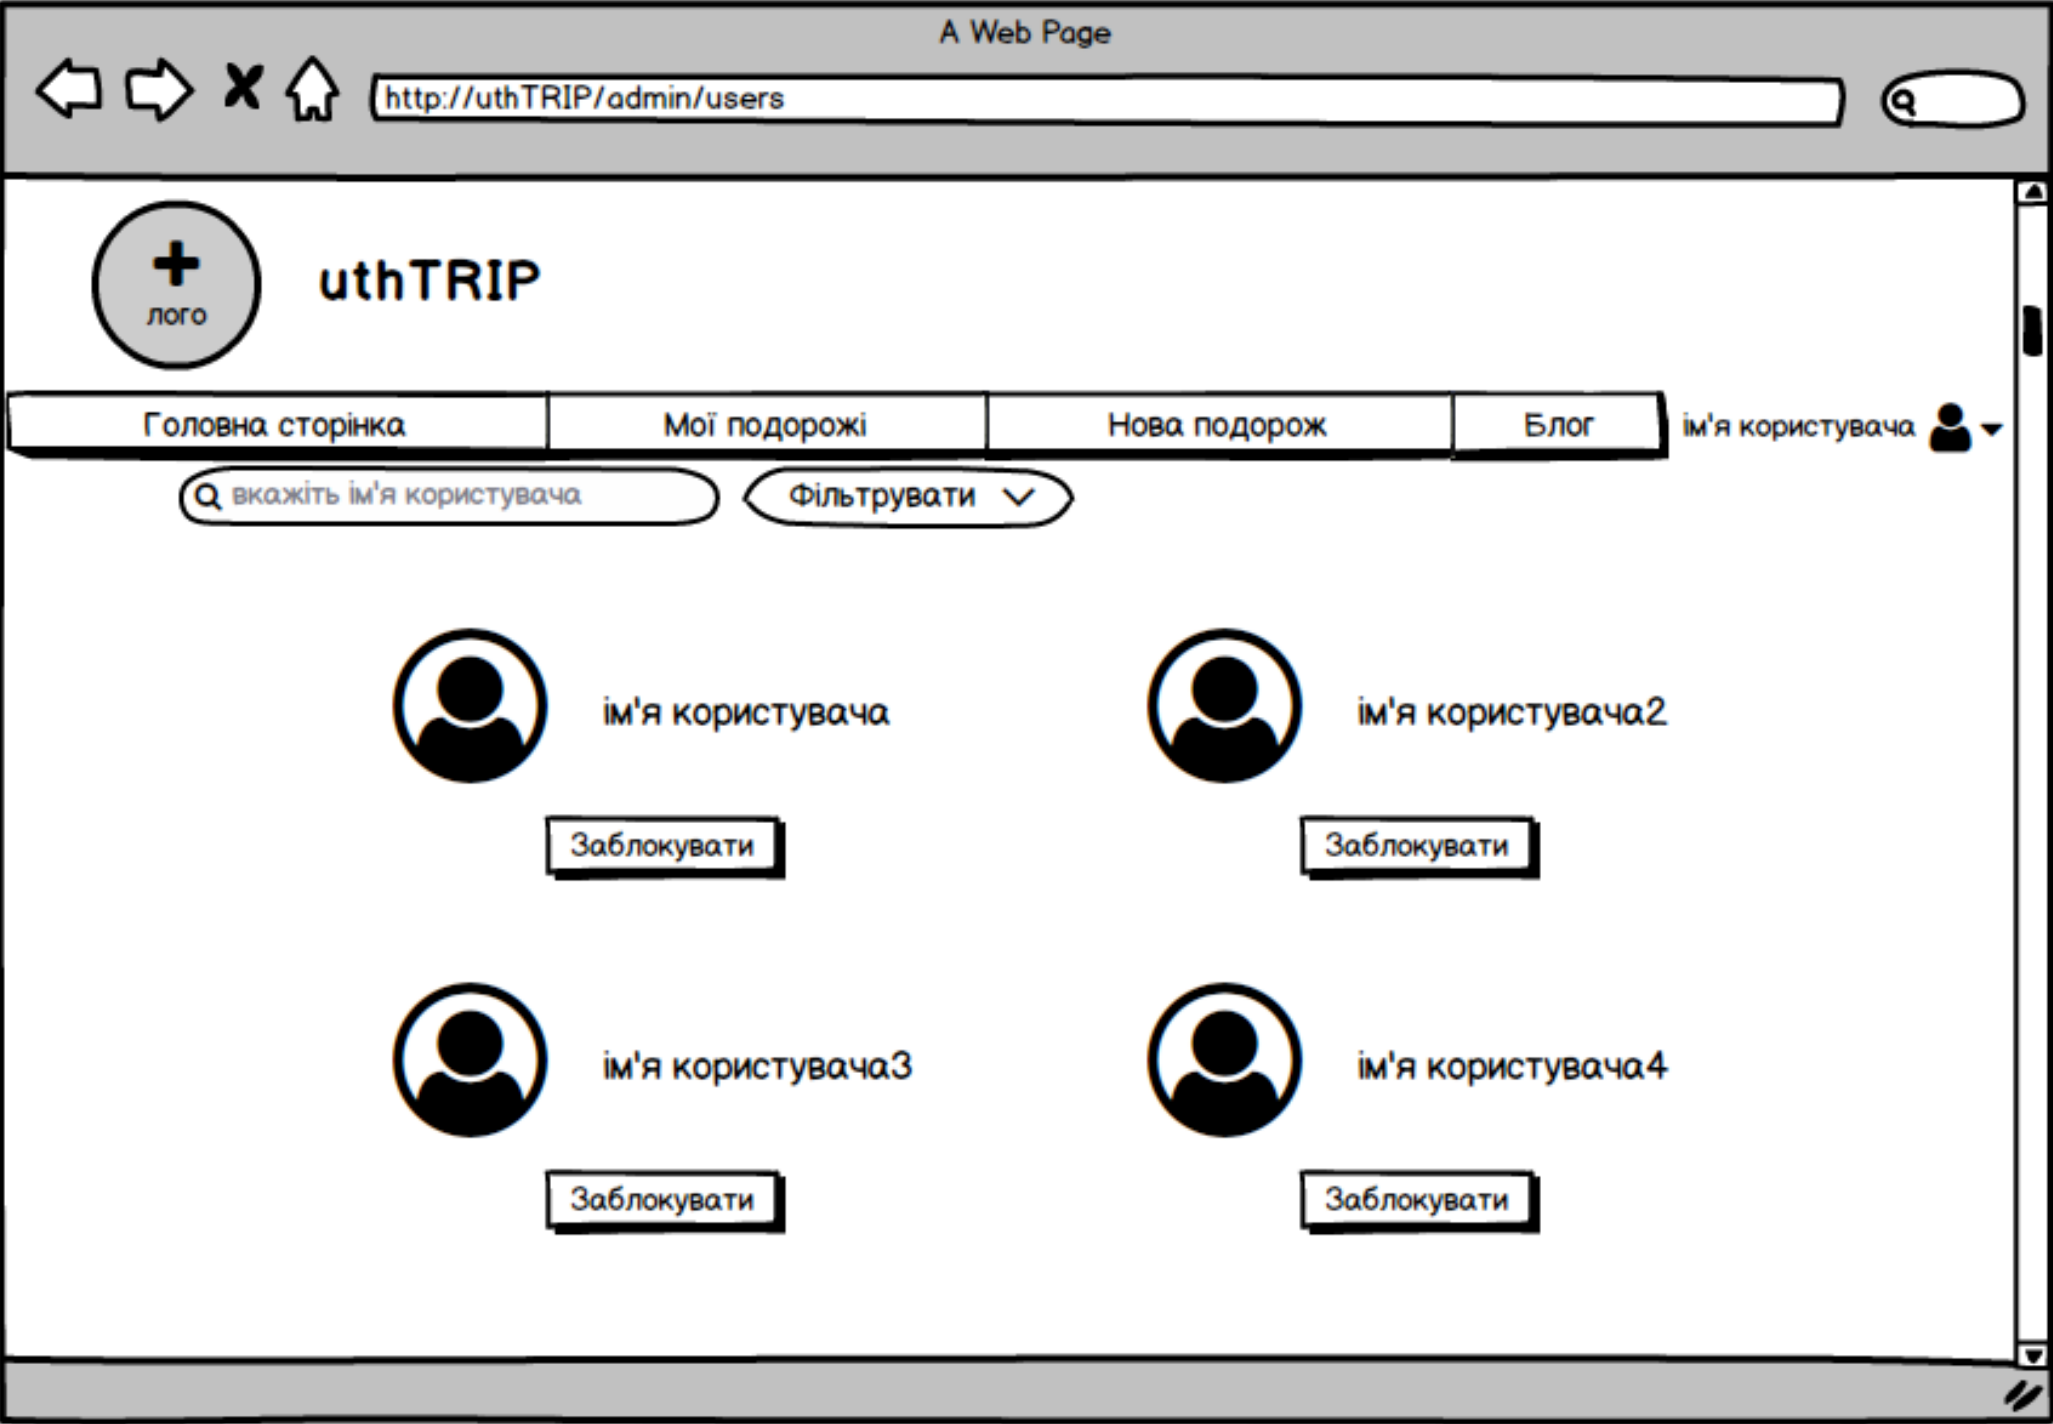 A Web Page
http://uthTRIP/admin/users
лого
uthTRIP
Головна сторінка
Мої подорожі
Нова подорож
Блог
ім'я користувача
вкажіть ім'я користувача
Фільтрувати
ім'я користувача
ім'я користувача2
Заблокувати
Заблокувати
ім'я користувача3
ім'я користувача4
Заблокувати
Заблокувати